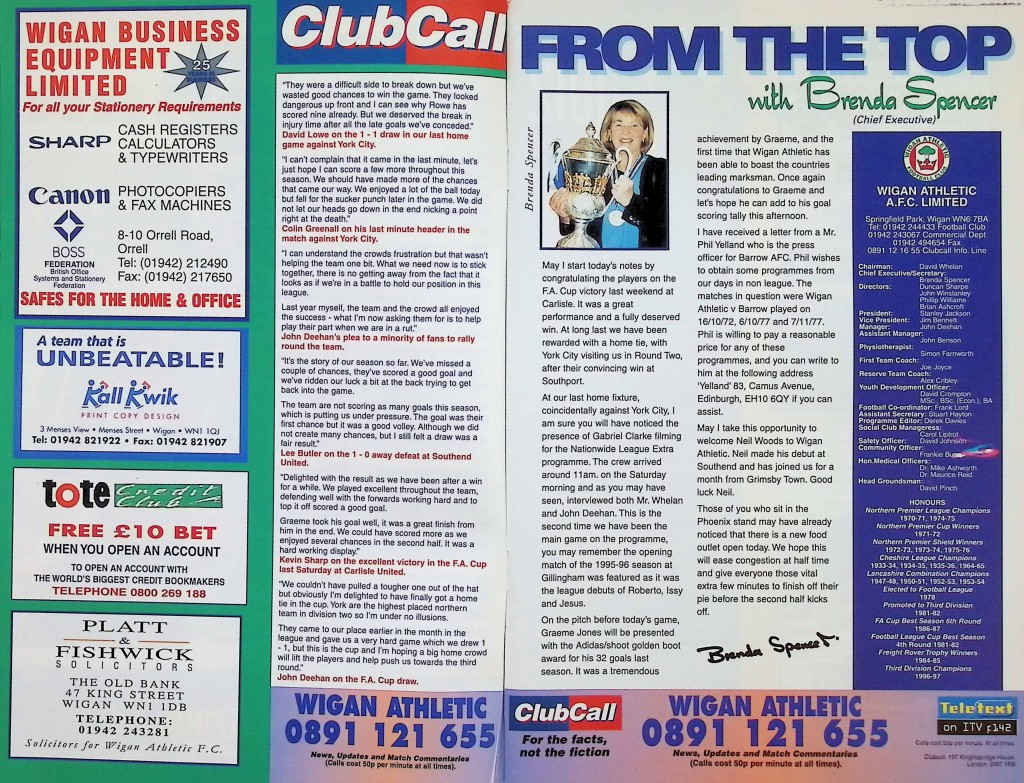 WIGAN BUSINESS
EQUIPMENT
LIMITED
25
YEARS IN
BUSINESS
For all your Stationery Requirements
SHARP
CASH REGISTERS
CALCULATORS
& TYPEWRITERS
Canon
PHOTOCOPIERS
& FAX MACHINES
BOSS
FEDERATION
British Office
Systems and Stationery
Federation
8-10 Orrell Road,
Orrell
Tel: (01942) 212490
Fax: (01942) 217650
SAFES FOR THE HOME & OFFICE
A team that is
UNBEATABLE!
Kall Kwik
PRINT COPY DESIGN
3 Menses View • Menses Street • Wigan • WN1 1QJ
Tel: 01942 821922 • Fax: 01942 821907
tote Credit Club
FREE £10 BET
WHEN YOU OPEN AN ACCOUNT
TO OPEN AN ACCOUNT WITH
THE WORLD'S BIGGEST CREDIT BOOKMAKERS
TELEPHONE 0800 269 188
PLATT
&
FISHWICK
SOLICITORS
THE OLD BANK
47 KING STREET
WIGAN WN1 1DB
TELEPHONE:
01942 243281
Solicitors for Wigan Athletic F.C.
ClubCall
"They were a difficult side to break down but we've
wasted good chances to win the game. They looked
dangerous up front and I can see why Rowe has
scored nine already. But we deserved the break in
injury time after all the late goals we've conceded."
David Lowe on the 1 - 1 draw in our last home
game against York City.
"I can't complain that it came in the last minute, let's
just hope I can score a few more throughout this
season. We should have made more of the chances
that came our way. We enjoyed a lot of the ball today
but fell for the sucker punch later in the game. We did
not let our heads go down in the end nicking a point
right at the death."
Colin Greenall on his last minute header in the
match against York City.
"I can understand the crowds frustration but that wasn't
helping the team one bit. What we need now is to stick
together, there is no getting away from the fact that it
looks as if we're in a battle to hold our position in this
league.
Last year myself, the team and the crowd all enjoyed
the success - what I'm now asking them for is to help
play their part when we are in a rut."
John Deehan's plea to a minority of fans to rally
round the team.
"It's the story of our season so far. We've missed a
couple of chances, they've scored a good goal and
we've ridden our luck a bit at the back trying to get
back into the game.
The team are not scoring as many goals this season,
which is putting us under pressure. The goal was their
first chance but it was a good volley. Although we did
not create many chances, but I still felt a draw was a
fair result."
Lee Butler on the 1 - 0 away defeat at Southend
United.
"Delighted with the result as we have been after a win
for a while. We played excellent throughout the team,
defending well with the forwards working hard and to
top it off scored a good goal.
Graeme took his goal well, it was a great finish from
him in the end. We could have scored more as we
enjoyed several chances in the second half. It was a
hard working display."
Kevin Sharp on the excellent victory in the F.A. Cup
last Saturday at Carlisle United.
"We couldn't have pulled a tougher one out of the hat
but obviously I'm delighted to have finally got a home
tie in the cup. York are the highest placed northern
team in division two so I'm under no illusions.
They came to our place earlier in the month in the
league and gave us a very hard game which we drew 1
- 1, but this is the cup and I'm hoping a big home crowd
will lift the players and help push us towards the third
round."
John Deehan on the F.A. Cup draw.
WIGAN ATHLETIC
0891 121 655
News, Updates and Match Commentaries
(Calls cost 50p per minute at all times).
FROM THE TOP
with Brenda Spencer
(Chief Executive)
Brenda Spencer
May I start today's notes by
congratulating the players on the
F.A. Cup victory last weekend at
Carlisle. It was a great
performance and a fully deserved
win. At long last we have been
rewarded with a home tie, with
York City visiting us in Round Two,
after their convincing win at
Southport.
At our last home fixture,
coincidentally against York City, I
am sure you will have noticed the
presence of Gabriel Clarke filming
for the Nationwide League Extra
programme. The crew arrived
around 11am. on the Saturday
morning and as you may have
seen, interviewed both Mr. Whelan
and John Deehan. This is the
second time we have been the
main game on the programme,
you may remember the opening
match of the 1995-96 season at
Gillingham was featured as it was
the league debuts of Roberto, Issy
and Jesus.
On the pitch before today's game,
Graeme Jones will be presented
with the Adidas/shoot golden boot
award for his 32 goals last
season. It was a tremendous
achievement by Graeme, and the
first time that Wigan Athletic has
been able to boast the countries
leading marksman. Once again
congratulations to Graeme and
let's hope he can add to his goal
scoring tally this afternoon.
I have received a letter from a Mr.
Phil Yelland who is the press
officer for Barrow AFC. Phil wishes
to obtain some programmes from
our days in non league. The
matches in question were Wigan
Athletic v Barrow played on
16/10/72, 6/10/77 and 7/11/77.
Phil is willing to pay a reasonable
price for any of these
programmes, and you can write to
him at the following address
'Yelland' 83, Camus Avenue,
Edinburgh, EH10 6QY if you can
assist.
May I take this opportunity to
welcome Neil Woods to Wigan
Athletic. Neil made his debut at
Southend and has joined us for a
month from Grimsby Town. Good
luck Neil.
Those of you who sit in the
Phoenix stand may have already
noticed that there is a new food
outlet open today. We hope this
will ease congestion at half time
and give everyone those vital
extra few minutes to finish off their
pie before the second half kicks
off.
Brenda Spencer.
WIGAN ATHLETIC
FOOTBALL CLUB
WIGAN ATHLETIC
A.F.C. LIMITED
Springfield Park, Wigan WN6 7BA
Tel: 01942 244433 Football Club
01942 243067 Commercial Dept
01942 494654 Fax
0891 12 16 55 Clubcall Info. Line
Chairman: David Whelan
Chief Executive/Secretary:
Brenda Spencer
Directors: Duncan Sharpe
John Winstanley
Phillip Williams
Brian Ashcroft
President: Stanley Jackson
Vice President: Jim Bennett
Manager: John Deehan
Assistant Manager:
John Benson
Physiotherapist:
Simon Farnworth
First Team Coach:
Joe Joyce
Reserve Team Coach:
Alex Cribley
Youth Development Officer:
David Crompton
MSc., BSc. (Econ.), BA
Football Co-ordinator: Frank Lord
Assistant Secretary: Stuart Hayton
Programme Editor: Derek Davies
Social Club Manageress:
Carol Liptrot
Safety Officer: David Johnson
Community Officer:
Frankie
Hon.Medical Officers:
Dr. Mike Ashworth
Dr. Maurice Reid
Head Groundsman:
David Pinch
HONOURS
Northern Premier League Champions
1970-71, 1974-75
Northern Premier Cup Winners
1971-72
Northern Premier Shield Winners
1972-73, 1973-74, 1975-76
Cheshire League Champions
1933-34, 1934-35, 1935-36, 1964-65
Lancashire Combination Champions
1947-48, 1950-51, 1952-53, 1953-54
Elected to Football League
1978
Promoted to Third Division
1981-82
FA Cup Best Season 6th Round
1986-87
Football League Cup Best Season
4th Round 1981-82
Freight Rover Trophy Winners
1984-85
Third Division Champions
1996-97
ClubCall
For the facts,
not the fiction
WIGAN ATHLETIC
0891 121 655
News, Updates and Match Commentaries
(Calls cost 50p per minute at all times).
Teletext
on ITV p142
Calls cost 50p per minute. At all times.
Clubcall, 197 Knightsbridge House,
London, SW7 1RB